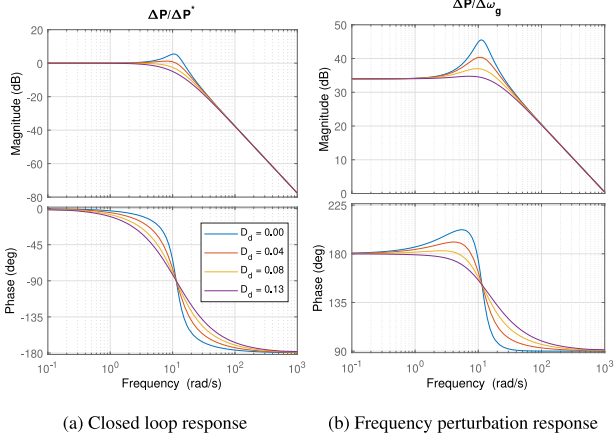 ΔP/ΔP*
20
0
-20
-40
-60
-80
Magnitude (dB)
0
-45
-90
-135
-180
Phase (deg)
D_d = 0.00
D_d = 0.04
D_d = 0.08
D_d = 0.13
10^-1
10^0
10^1
10^2
10^3
Frequency (rad/s)
(a) Closed loop response
ΔP/Δω_g
50
40
30
20
10
0
Magnitude (dB)
225
180
135
90
Phase (deg)
10^-1
10^0
10^1
10^2
10^3
Frequency (rad/s)
(b) Frequency perturbation response